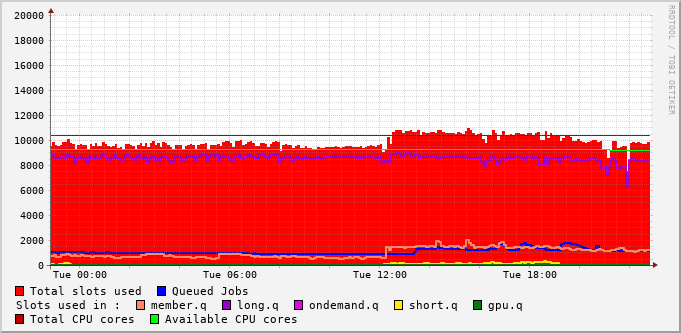 20000
18000
16000
14000
12000
10000
8000
6000
4000
2000
0
Tue 00:00 Tue 06:00 Tue 12:00 Tue 18:00
Total slots used Queued Jobs
Slots used in : member.q long.q ondemand.q short.q gpu.q
Total CPU cores Available CPU cores
RRDTOOL / TOBI OETIKER